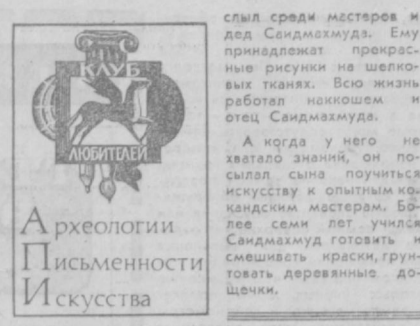 КЛУБ
ЛЮБИТЕЛЕЙ
Археологии
Письменности
Искусства
слыл среди мастеров и
дед Саидмахмуда. Ему
принадлежат прекрас-
ные рисунки на шелко-
вых тканях. Всю жизнь
работал наккошем и
отец Саидмахмуда.
А когда у него не
хватало знаний, он по-
сылал сына поучиться
искусству к опытным ко-
кандским мастерам. Бо-
лее семи лет учился
Саидмахмуд готовить и
смешивать краски, грун-
товать деревянные до-
щечки.